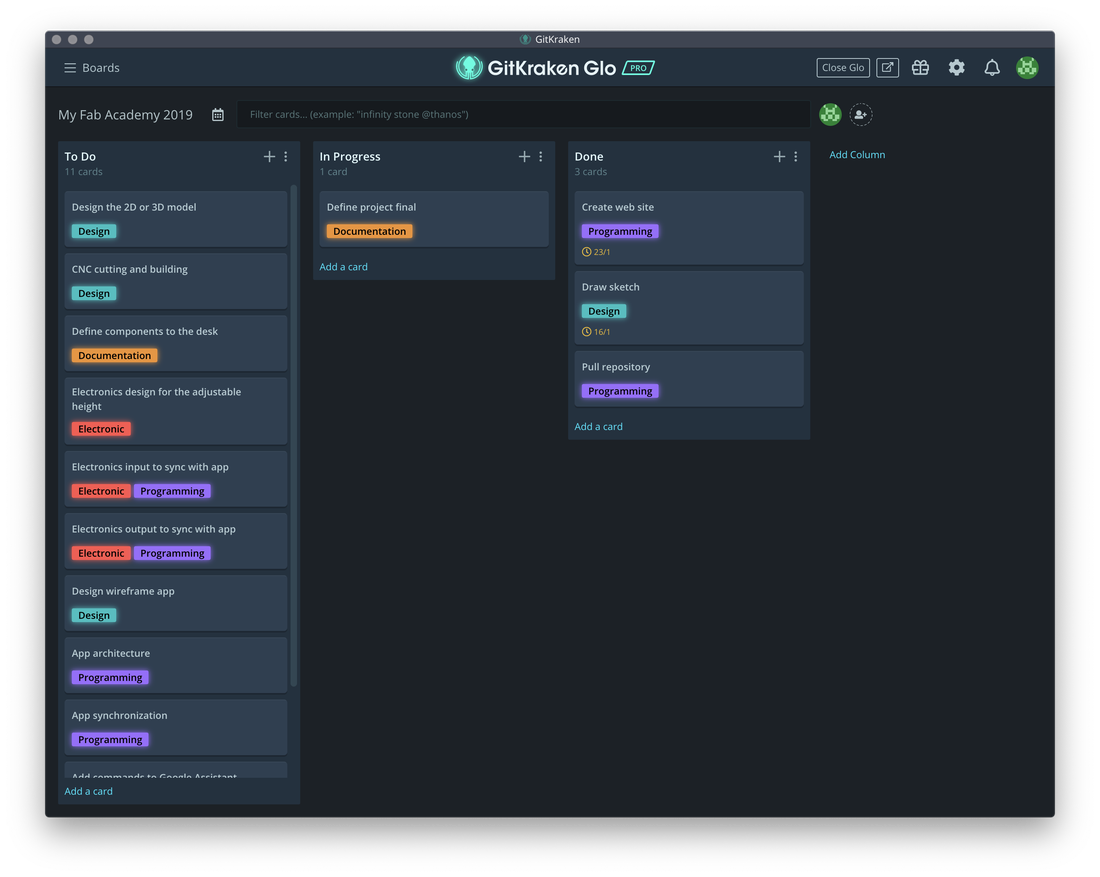 GitKraken
Boards
GitKraken Glo PRO
Close Glo
My Fab Academy 2019
Filter cards... (example: "infinity stone @thanos")
To Do
11 cards
Design the 2D or 3D model
Design
CNC cutting and building
Design
Define components to the desk
Documentation
Electronics design for the adjustable
height
Electronic
Electronics input to sync with app
Electronic Programming
Electronics output to sync with app
Electronic Programming
Design wireframe app
Design
App architecture
Programming
App synchronization
Programming
Add commands to Google Assistant
Add a card
In Progress
1 card
Define project final
Documentation
Add a card
Done
3 cards
Create web site
Programming
23/1
Draw sketch
Design
16/1
Pull repository
Programming
Add a card
Add Column